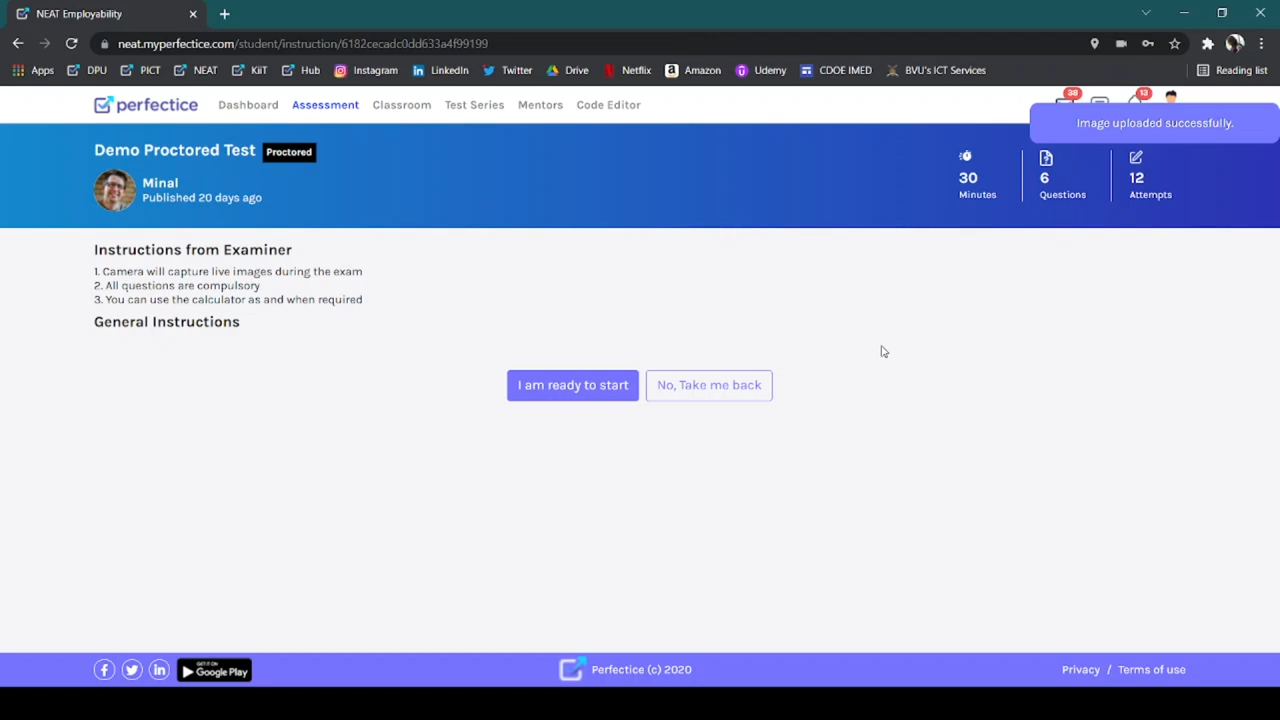 NEAT Employability
neat.myperfectice.com/student/instruction/6182cecadc0dd633a4f99199
Apps DPU PICT NEAT KiiT Hub Instagram LinkedIn Twitter Drive Netflix Amazon Udemy CDOE IMED BVU's ICT Services Reading list
perfectice Dashboard Assessment Classroom Test Series Mentors Code Editor 38 13
Image uploaded successfully.
Demo Proctored Test Proctored
Minal
Published 20 days ago
30 6 12
Minutes Questions Attempts
Instructions from Examiner
1. Camera will capture live images during the exam
2. All questions are compulsory
3. You can use the calculator as and when required
General Instructions
I am ready to start No, Take me back
GET IT ON
Google Play
Perfectice (c) 2020
Privacy / Terms of use